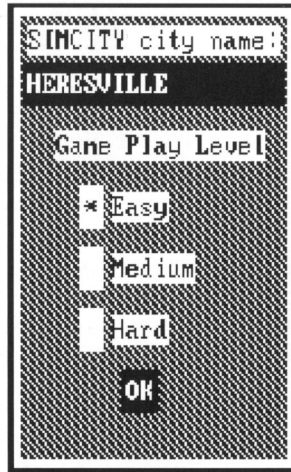 SIMCITY city name:
HERESVILLE
Game Play Level
* Easy
Medium
Hard
OK